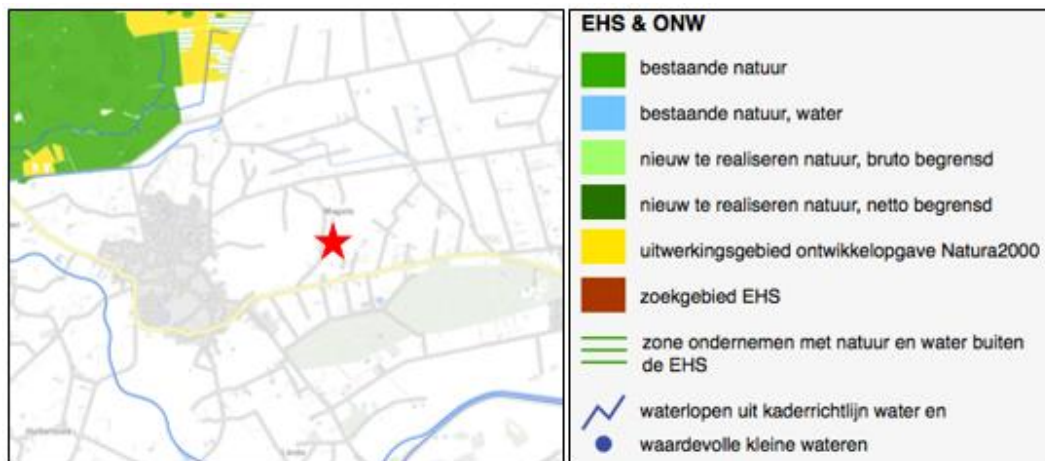 EHS & ONW
bestaande natuur
bestaande natuur, water
nieuw te realiseren natuur, bruto begrensd
nieuw te realiseren natuur, netto begrensd
uitwerkingsgebied ontwikkelopgave Natura2000
zoekgebied EHS
zone ondernemen met natuur en water buiten
de EHS
waterlopen uit kaderrichtlijn water en
waardevolle kleine wateren